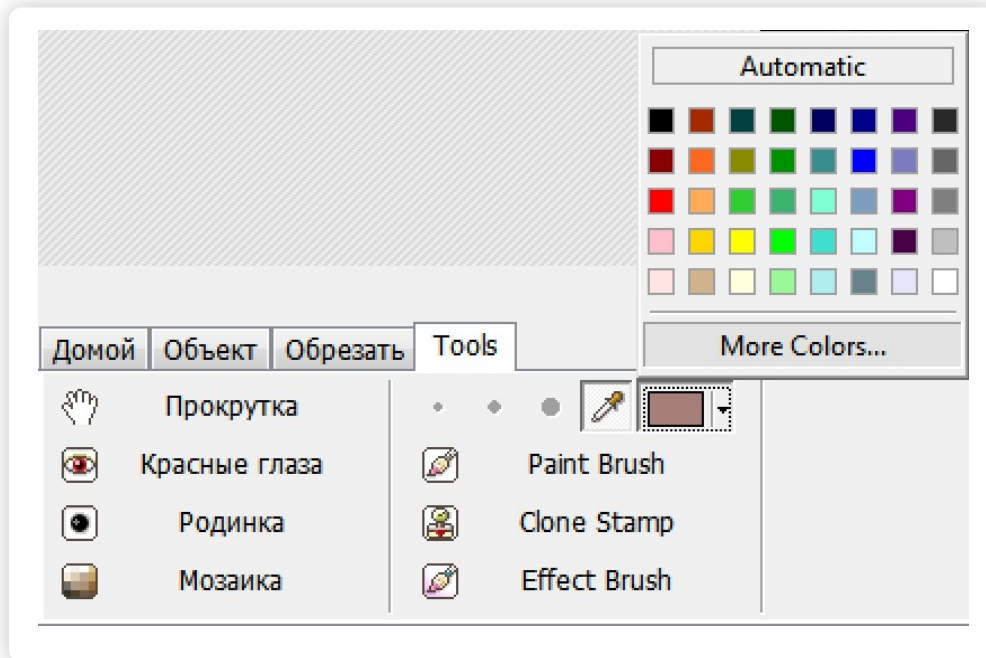 Automatic
More Colors...
Домой Объект Обрезать Tools
Прокрутка
Красные глаза Paint Brush
Родинка Clone Stamp
Мозаика Effect Brush